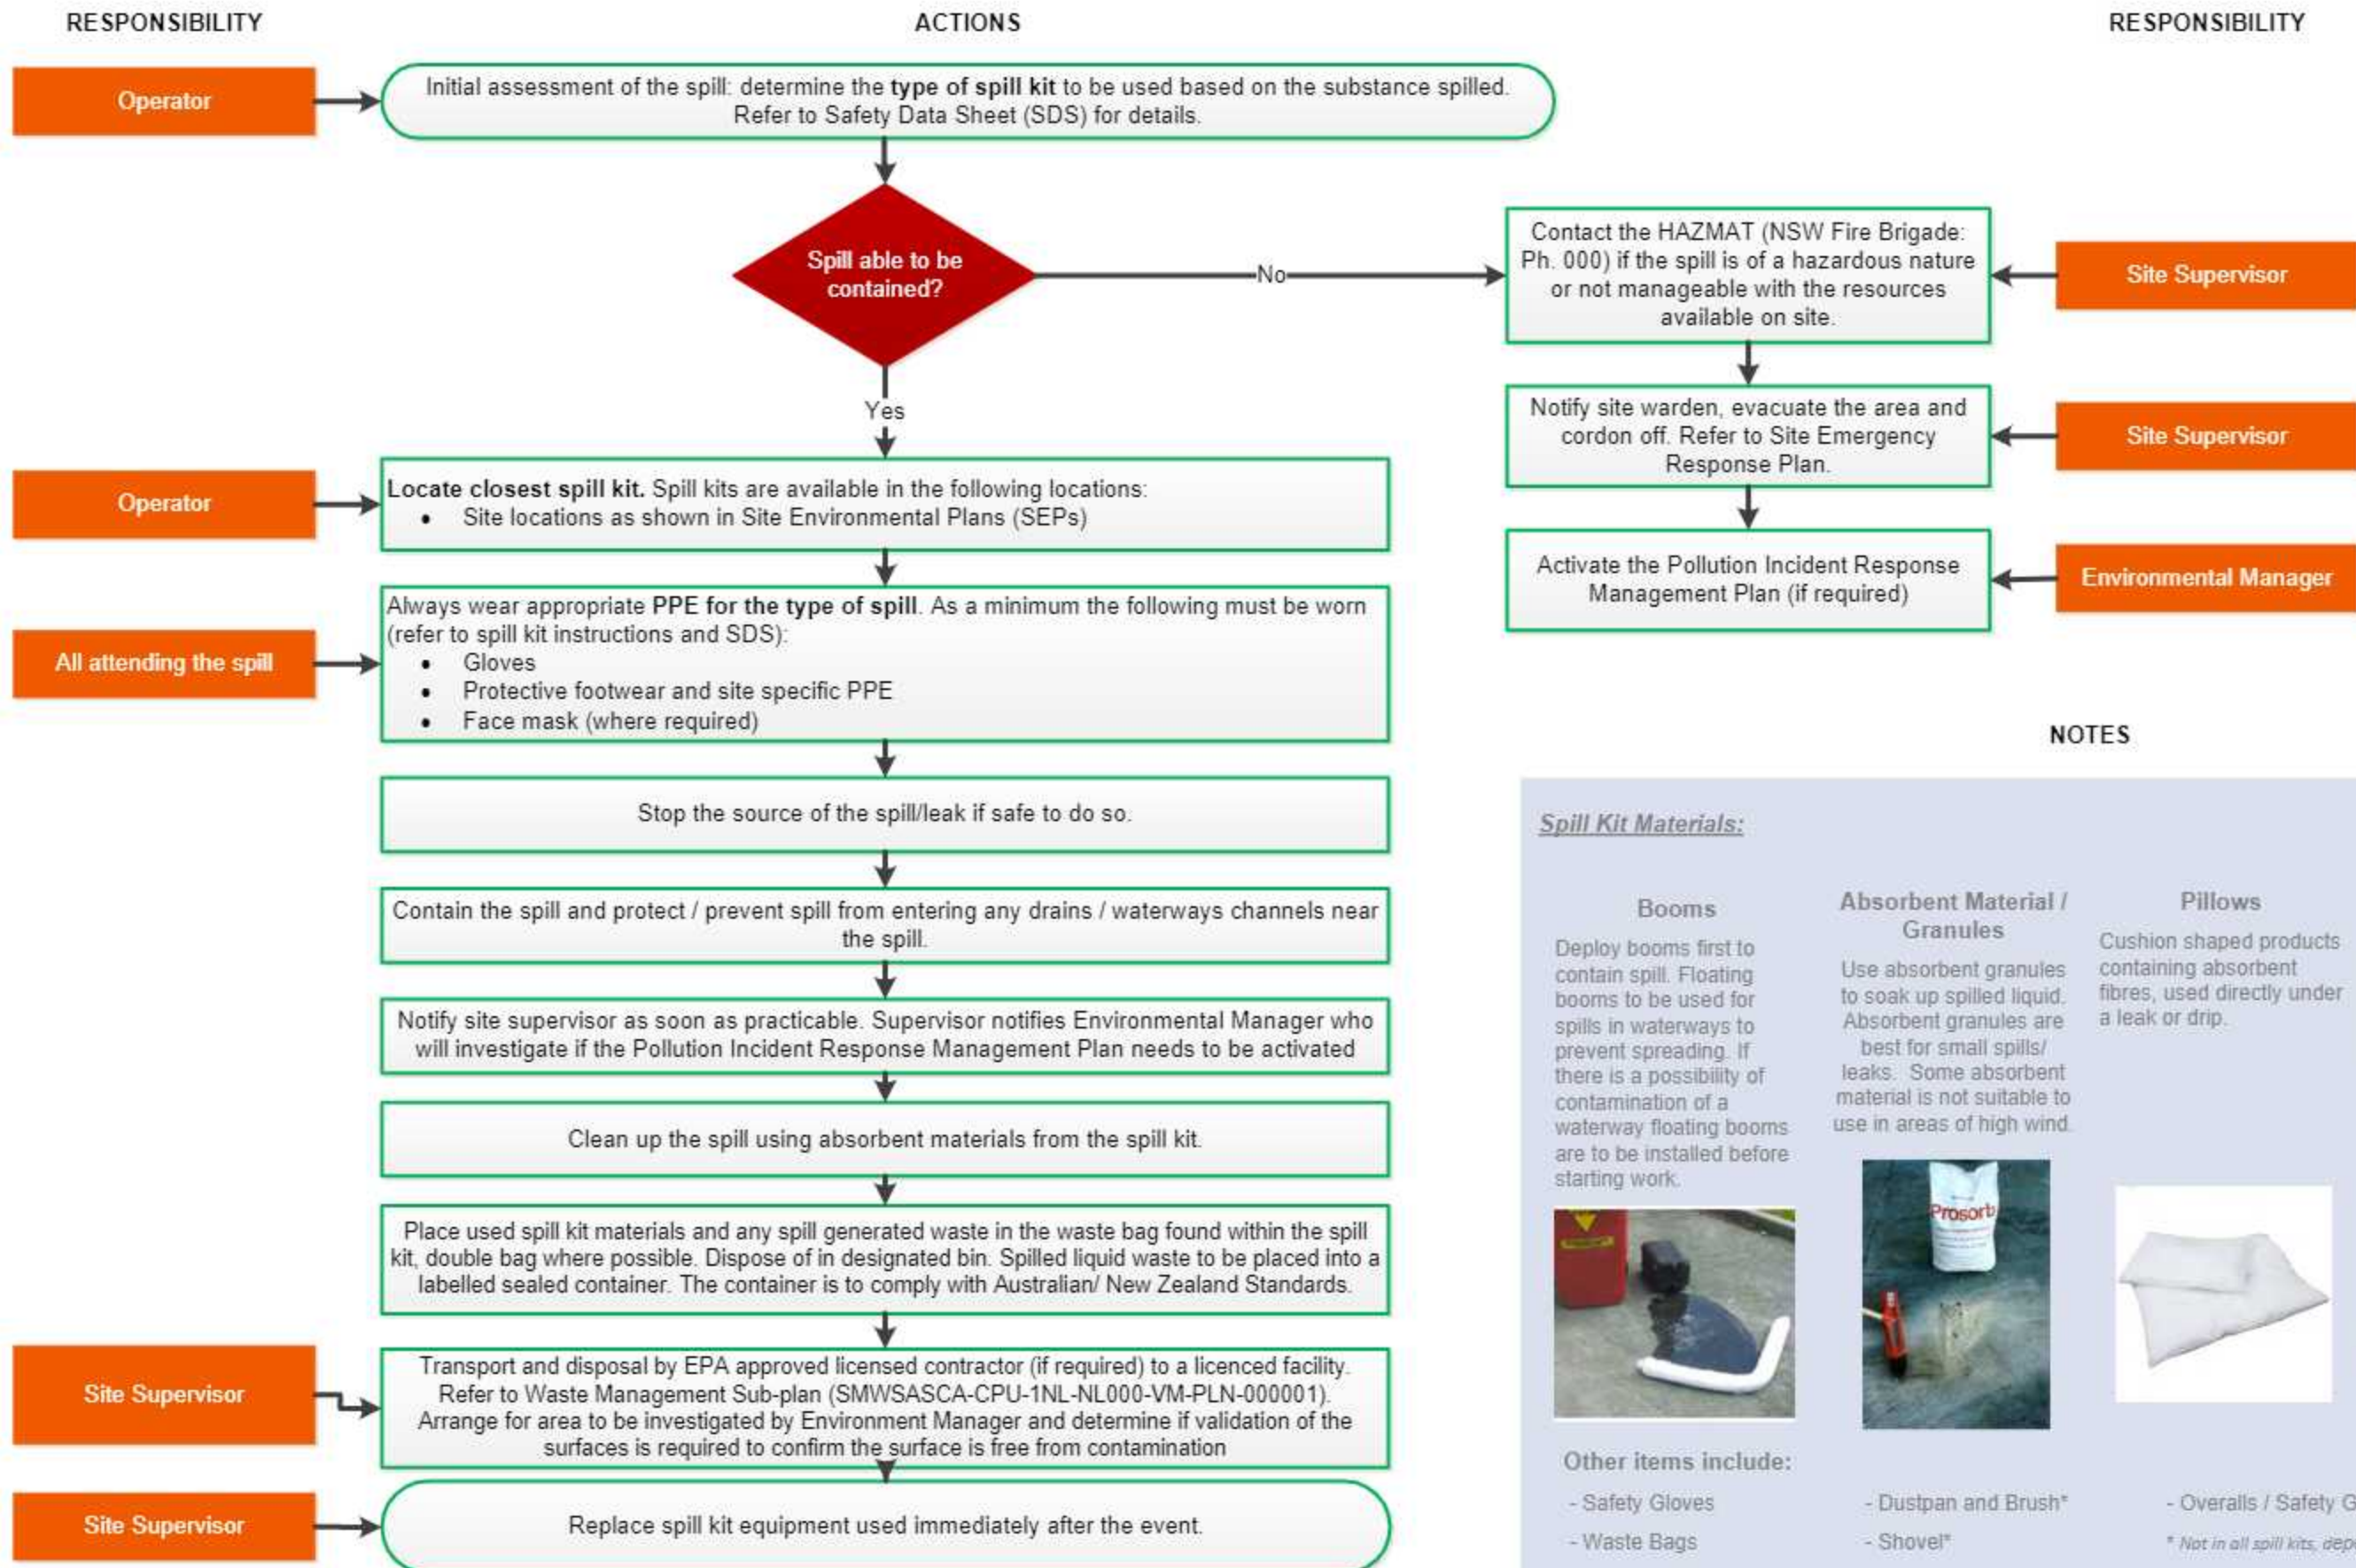 RESPONSIBILITY
ACTIONS
RESPONSIBILITY
Operator
Initial assessment of the spill: determine the type of spill kit to be used based on the substance spilled.
Refer to Safety Data Sheet (SDS) for details.
Spill able to be
contained?
No
Contact the HAZMAT (NSW Fire Brigade:
Ph. 000) if the spill is of a hazardous nature
or not manageable with the resources
available on site.
Site Supervisor
Notify site warden, evacuate the area and
cordon off. Refer to Site Emergency
Response Plan.
Site Supervisor
Activate the Pollution Incident Response
Management Plan (if required)
Environmental Manager
Yes
Operator
Locate closest spill kit. Spill kits are available in the following locations:
• Site locations as shown in Site Environmental Plans (SEPs)
All attending the spill
Always wear appropriate PPE for the type of spill. As a minimum the following must be worn
(refer to spill kit instructions and SDS):
• Gloves
• Protective footwear and site specific PPE
• Face mask (where required)
Stop the source of the spill/leak if safe to do so.
Contain the spill and protect / prevent spill from entering any drains / waterways channels near
the spill.
Notify site supervisor as soon as practicable. Supervisor notifies Environmental Manager who
will investigate if the Pollution Incident Response Management Plan needs to be activated
Clean up the spill using absorbent materials from the spill kit.
Place used spill kit materials and any spill generated waste in the waste bag found within the spill
kit, double bag where possible. Dispose of in designated bin. Spilled liquid waste to be placed into a
labelled sealed container. The container is to comply with Australian/ New Zealand Standards.
Site Supervisor
Transport and disposal by EPA approved licensed contractor (if required) to a licenced facility.
Refer to Waste Management Sub-plan (SMWSASCA-CPU-1NL-NL000-VM-PLN-000001).
Arrange for area to be investigated by Environment Manager and determine if validation of the
surfaces is required to confirm the surface is free from contamination
Site Supervisor
Replace spill kit equipment used immediately after the event.
NOTES
Spill Kit Materials:
Booms
Deploy booms first to
contain spill. Floating
booms to be used for
spills in waterways to
prevent spreading. If
there is a possibility of
contamination of a
waterway floating booms
are to be installed before
starting work.
Absorbent Material /
Granules
Use absorbent granules
to soak up spilled liquid.
Absorbent granules are
best for small spills/
leaks. Some absorbent
material is not suitable to
use in areas of high wind.
Prosorb
Pillows
Cushion shaped products
containing absorbent
fibres, used directly under
a leak or drip.
Other items include:
- Safety Gloves
- Dustpan and Brush*
- Overalls / Safety G
- Waste Bags
- Shovel*
* Not in all spill kits, dep